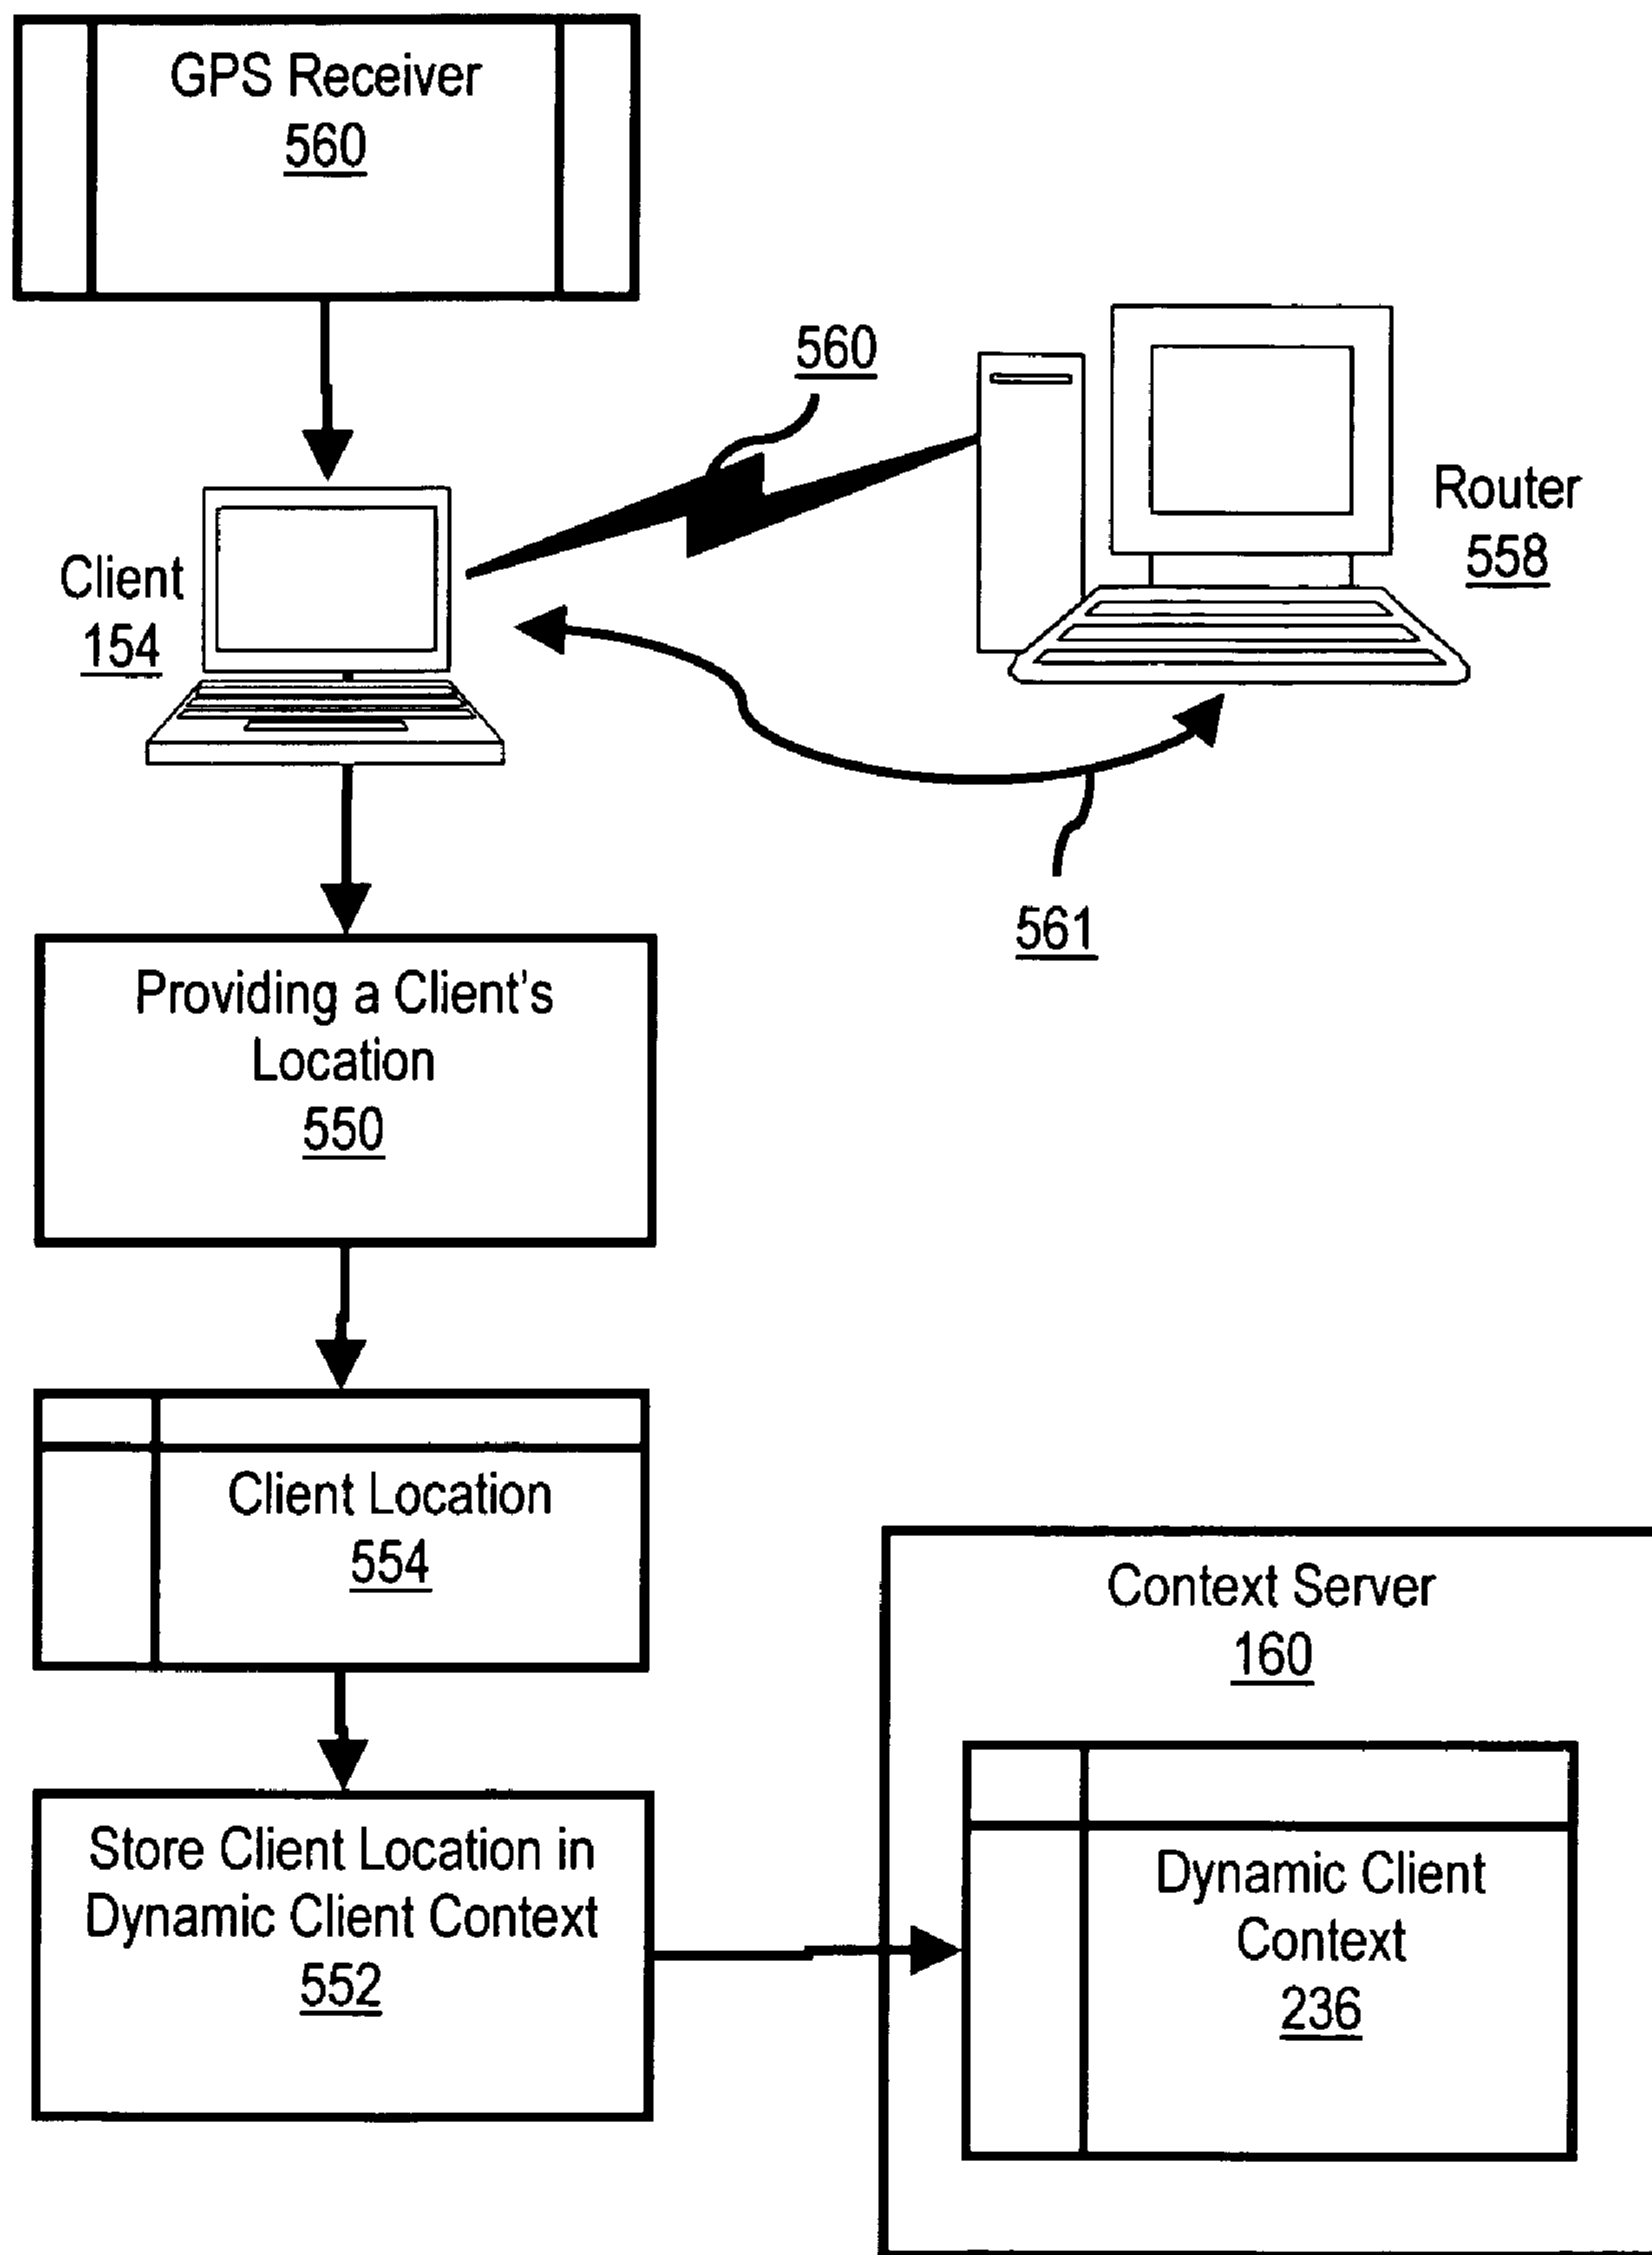 GPS Receiver
560
560
Router
558
Client
154
561
Providing a Client's
Location
550
Client Location
554
Context Server
160
Store Client Location in
Dynamic Client Context
552
Dynamic Client
Context
236